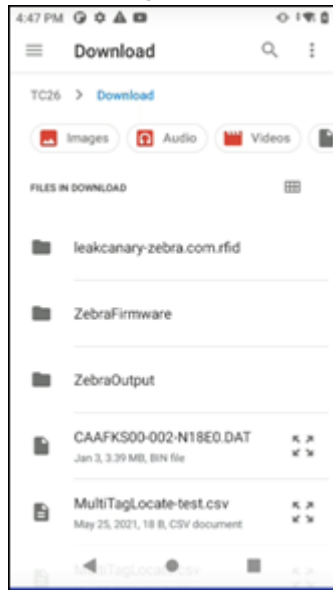 4:47 PM
Download
TC26 > Download
Images
Audio
Videos
FILES IN DOWNLOAD
leakcanary-zebra.com.rfid
ZebraFirmware
ZebraOutput
CAAFKS00-002-N18E0.DAT
Jan 3, 3.39 MB, BIN file
MultiTagLocate-test.csv
May 25, 2021, 18 B, CSV document
MultiTagLocate.csv